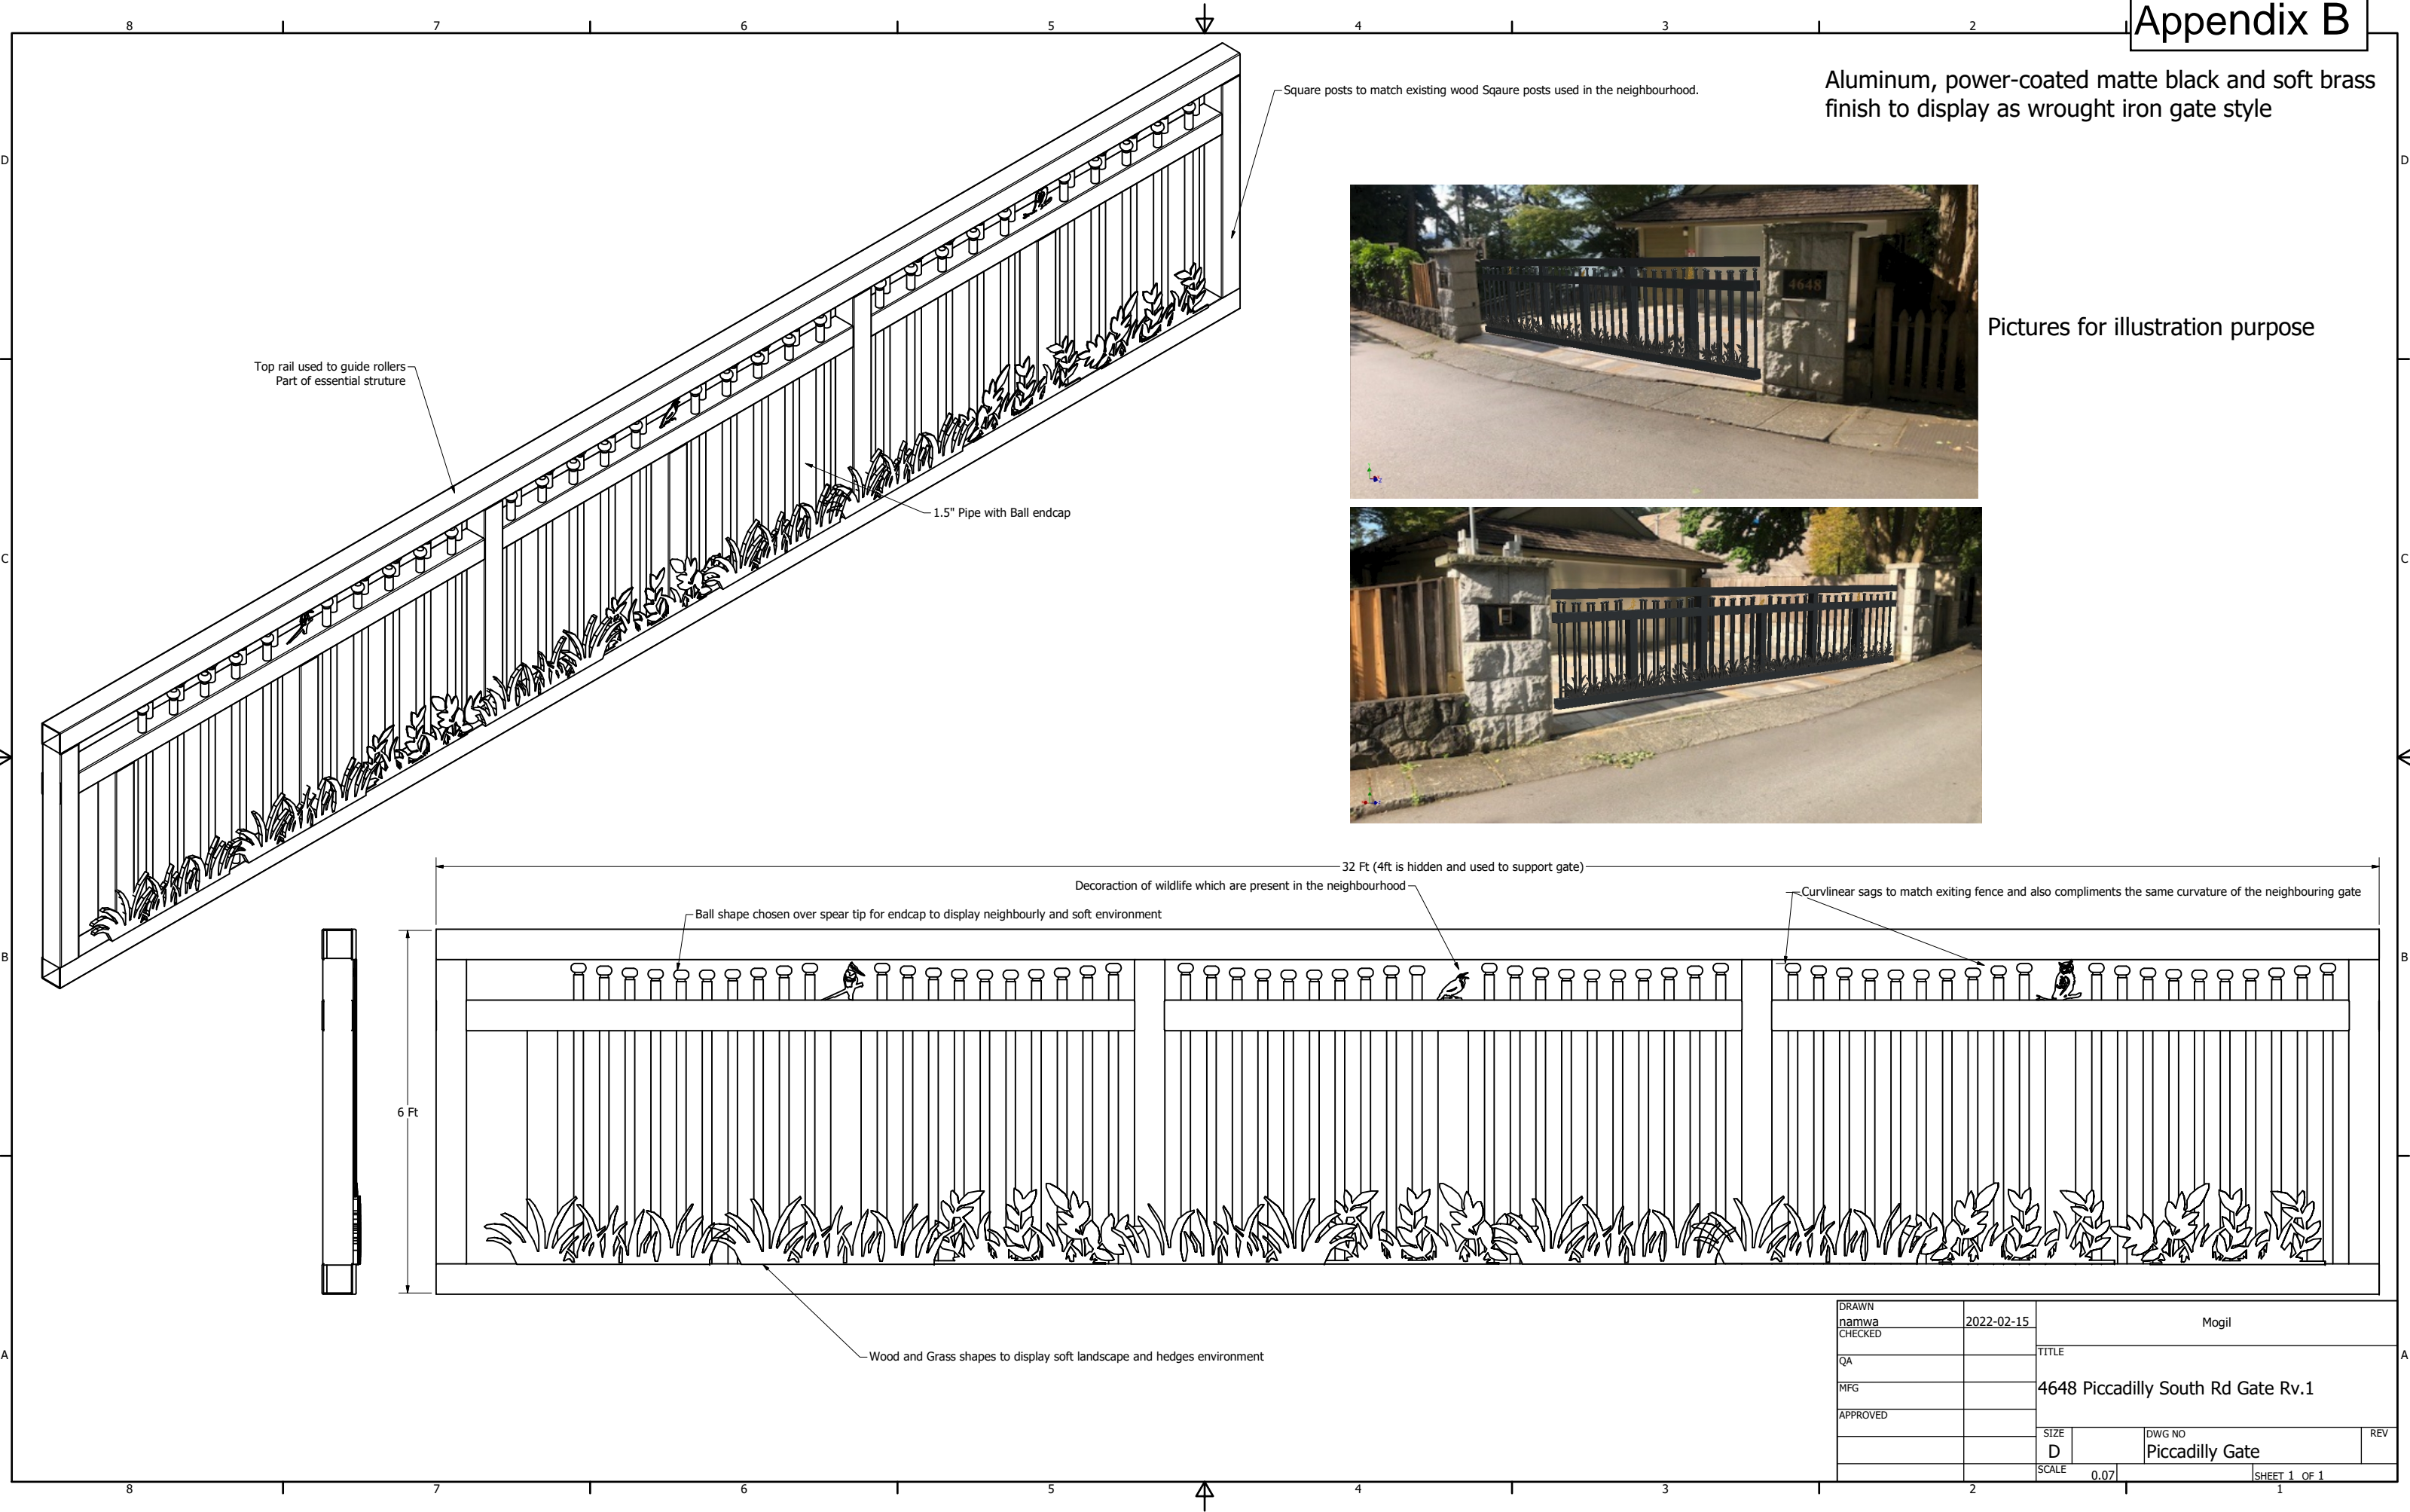 Appendix B
8 7 6 5 4 3 2
Aluminum, power-coated matte black and soft brass
finish to display as wrought iron gate style
Square posts to match existing wood Sqaure posts used in the neighbourhood.
D D
4648
Pictures for illustration purpose
Top rail used to guide rollers
Part of essential struture
1.5" Pipe with Ball endcap
C C
32 Ft (4ft is hidden and used to support gate)
Decoraction of wildlife which are present in the neighbourhood
Curvlinear sags to match exiting fence and also compliments the same curvature of the neighbouring gate
Ball shape chosen over spear tip for endcap to display neighbourly and soft environment
B B
6 Ft
Wood and Grass shapes to display soft landscape and hedges environment
A A
DRAWN
namwa 2022-02-15
Mogil
CHECKED
QA
MFG
APPROVED
TITLE
4648 Piccadilly South Rd Gate Rv.1
SIZE
D
DWG NO
Piccadilly Gate
REV
SCALE 0.07
SHEET 1 OF 1
8 7 6 5 4 3 2 1